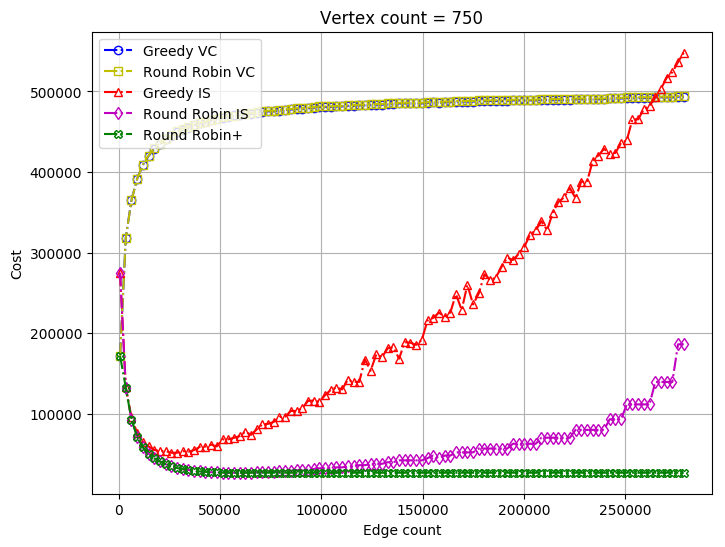 Vertex count = 750
Cost
500000
400000
300000
200000
100000
Greedy VC
Round Robin VC
Greedy IS
Round Robin IS
Round Robin+
0
50000
100000
150000
200000
250000
Edge count